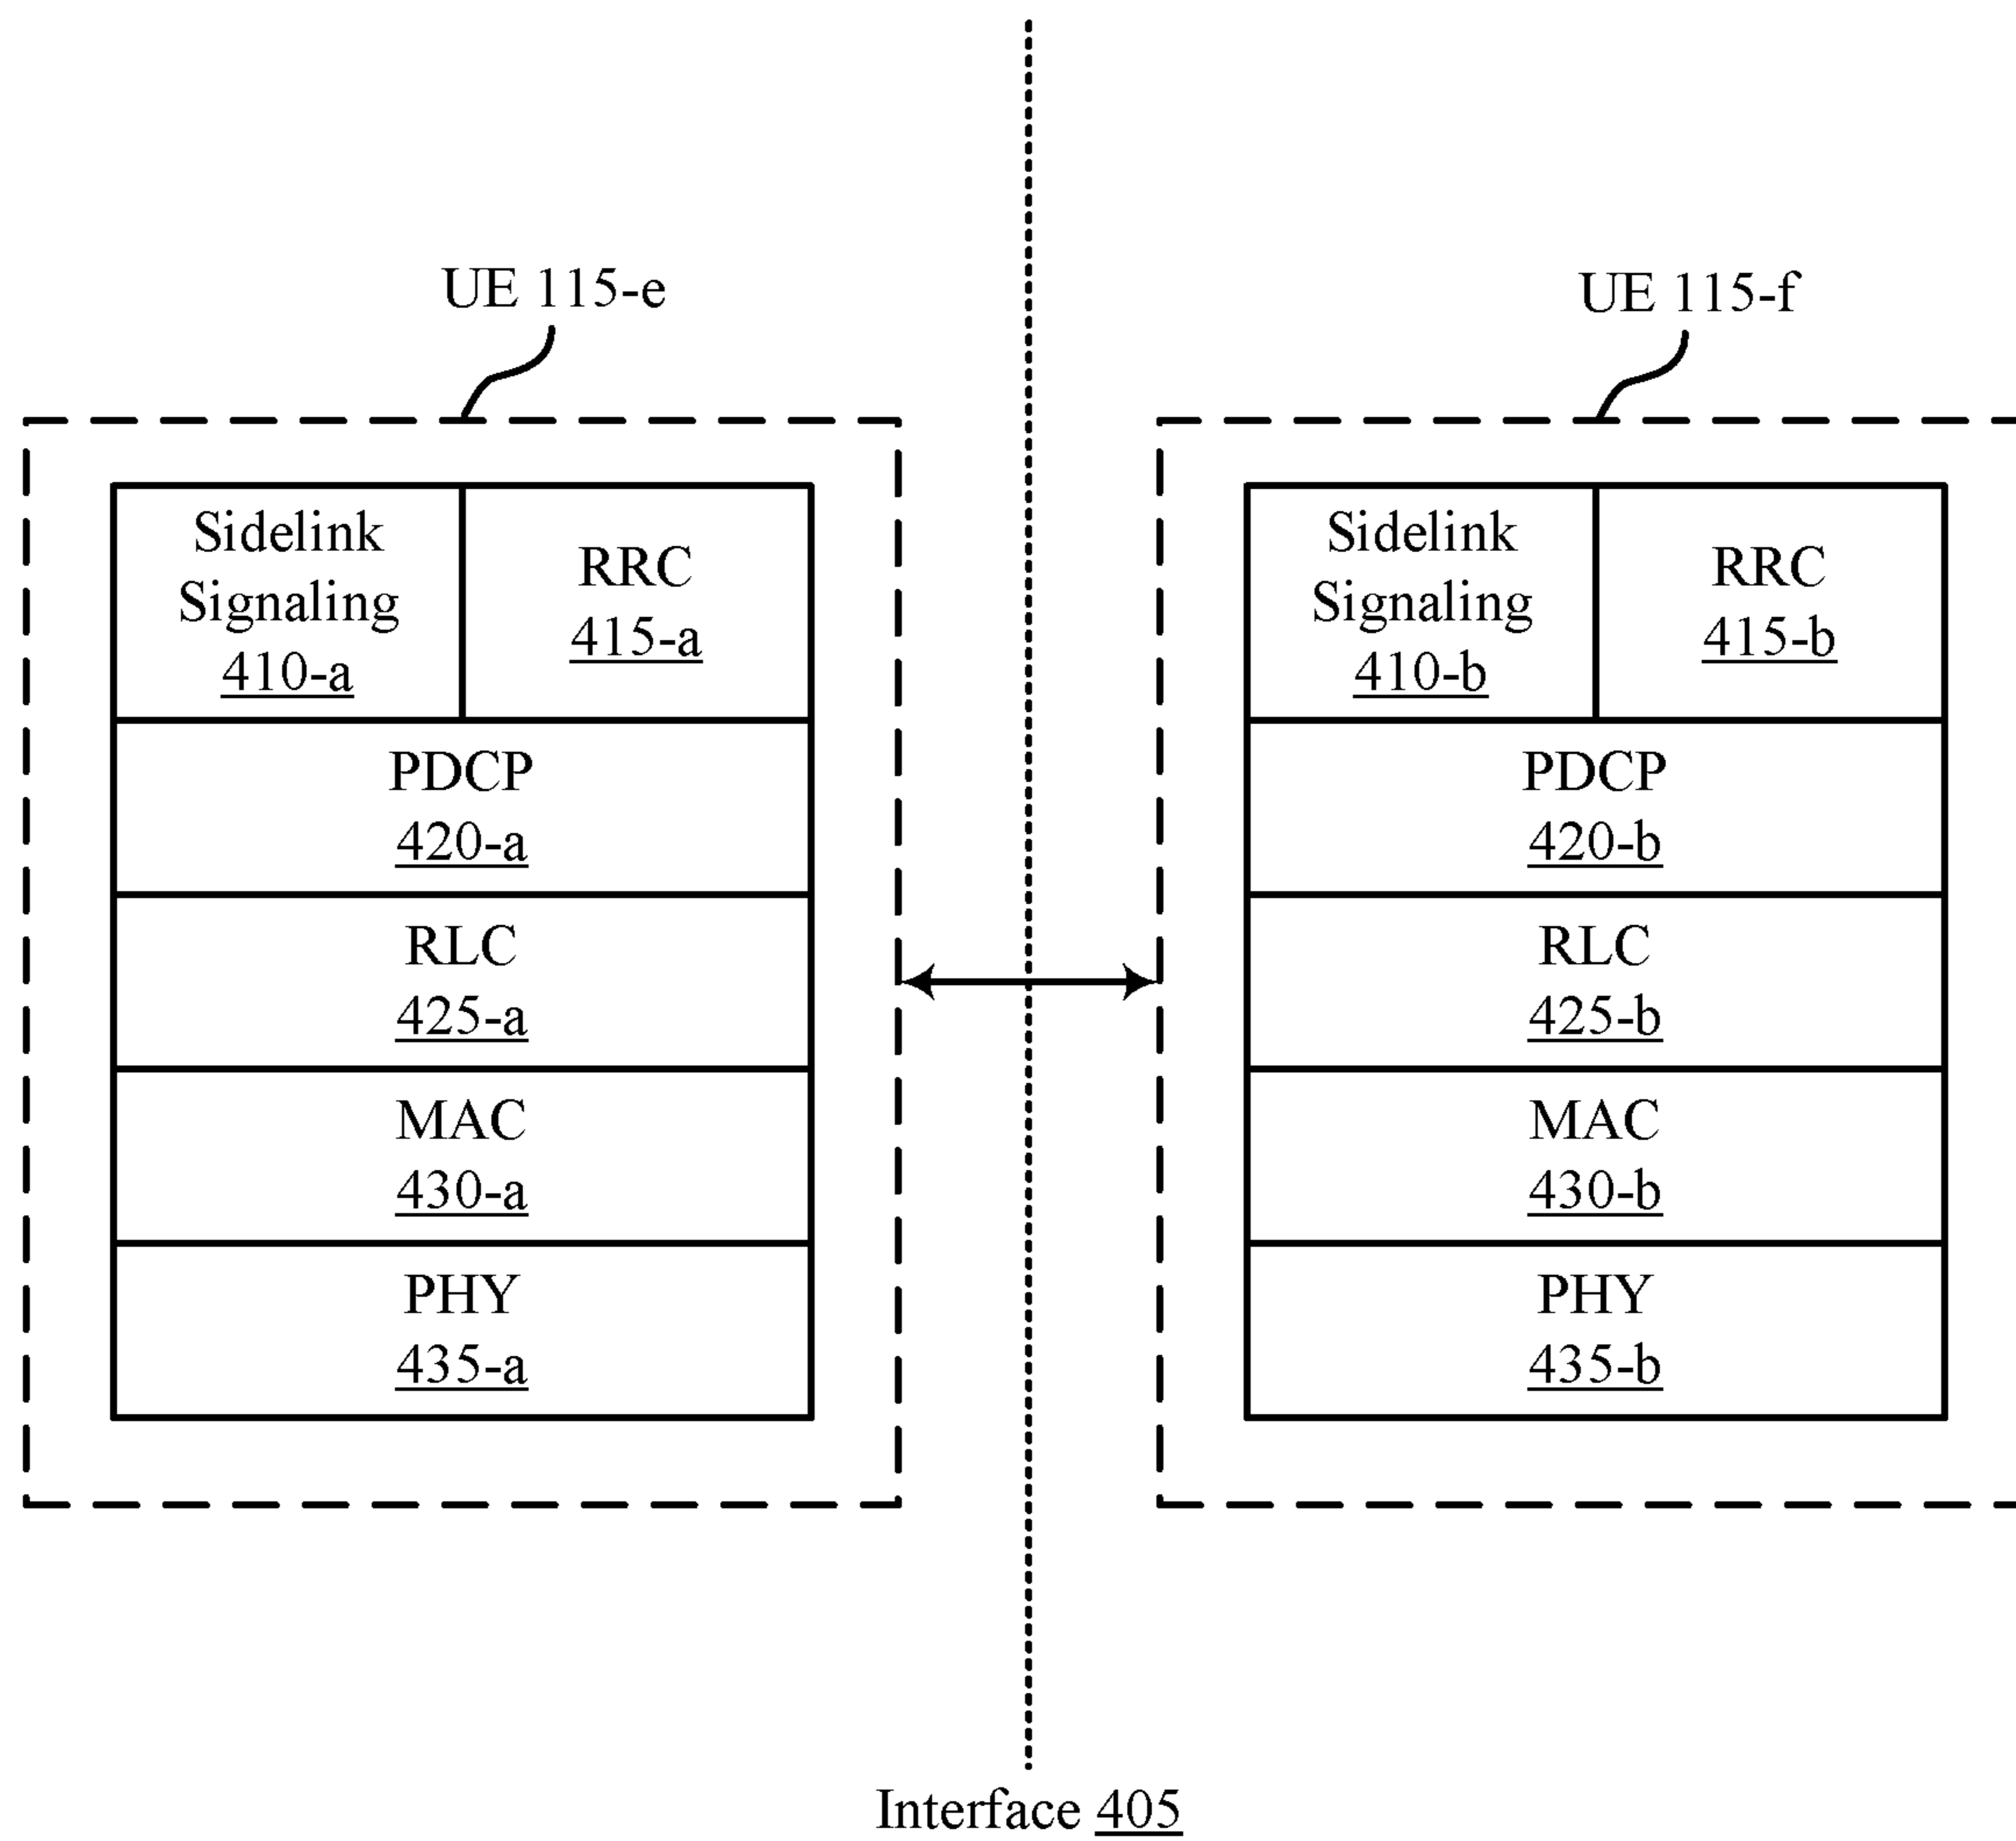 UE 115-e
Sidelink
Signaling
410-a
RRC
415-a
PDCP
420-a
RLC
425-a
MAC
430-a
PHY
435-a
UE 115-f
Sidelink
Signaling
410-b
RRC
415-b
PDCP
420-b
RLC
425-b
MAC
430-b
PHY
435-b
Interface 405